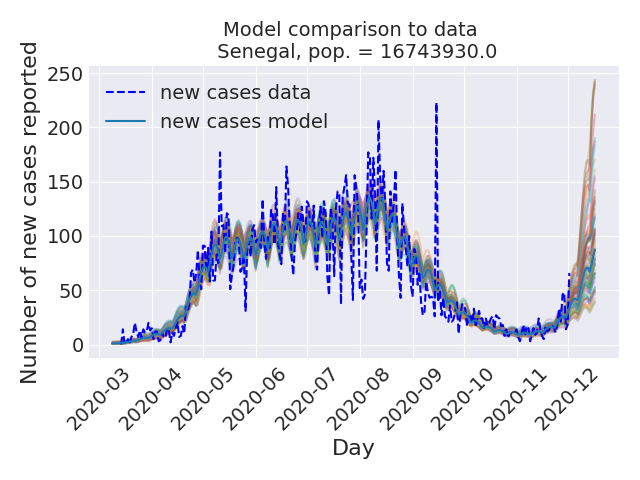 Model comparison to data
Senegal, pop. = 16743930.0
Number of new cases reported
250
200
150
100
50
0
new cases data
new cases model
2020-03
2020-04
2020-05
2020-06
2020-07
2020-08
2020-09
2020-10
2020-11
2020-12
Day